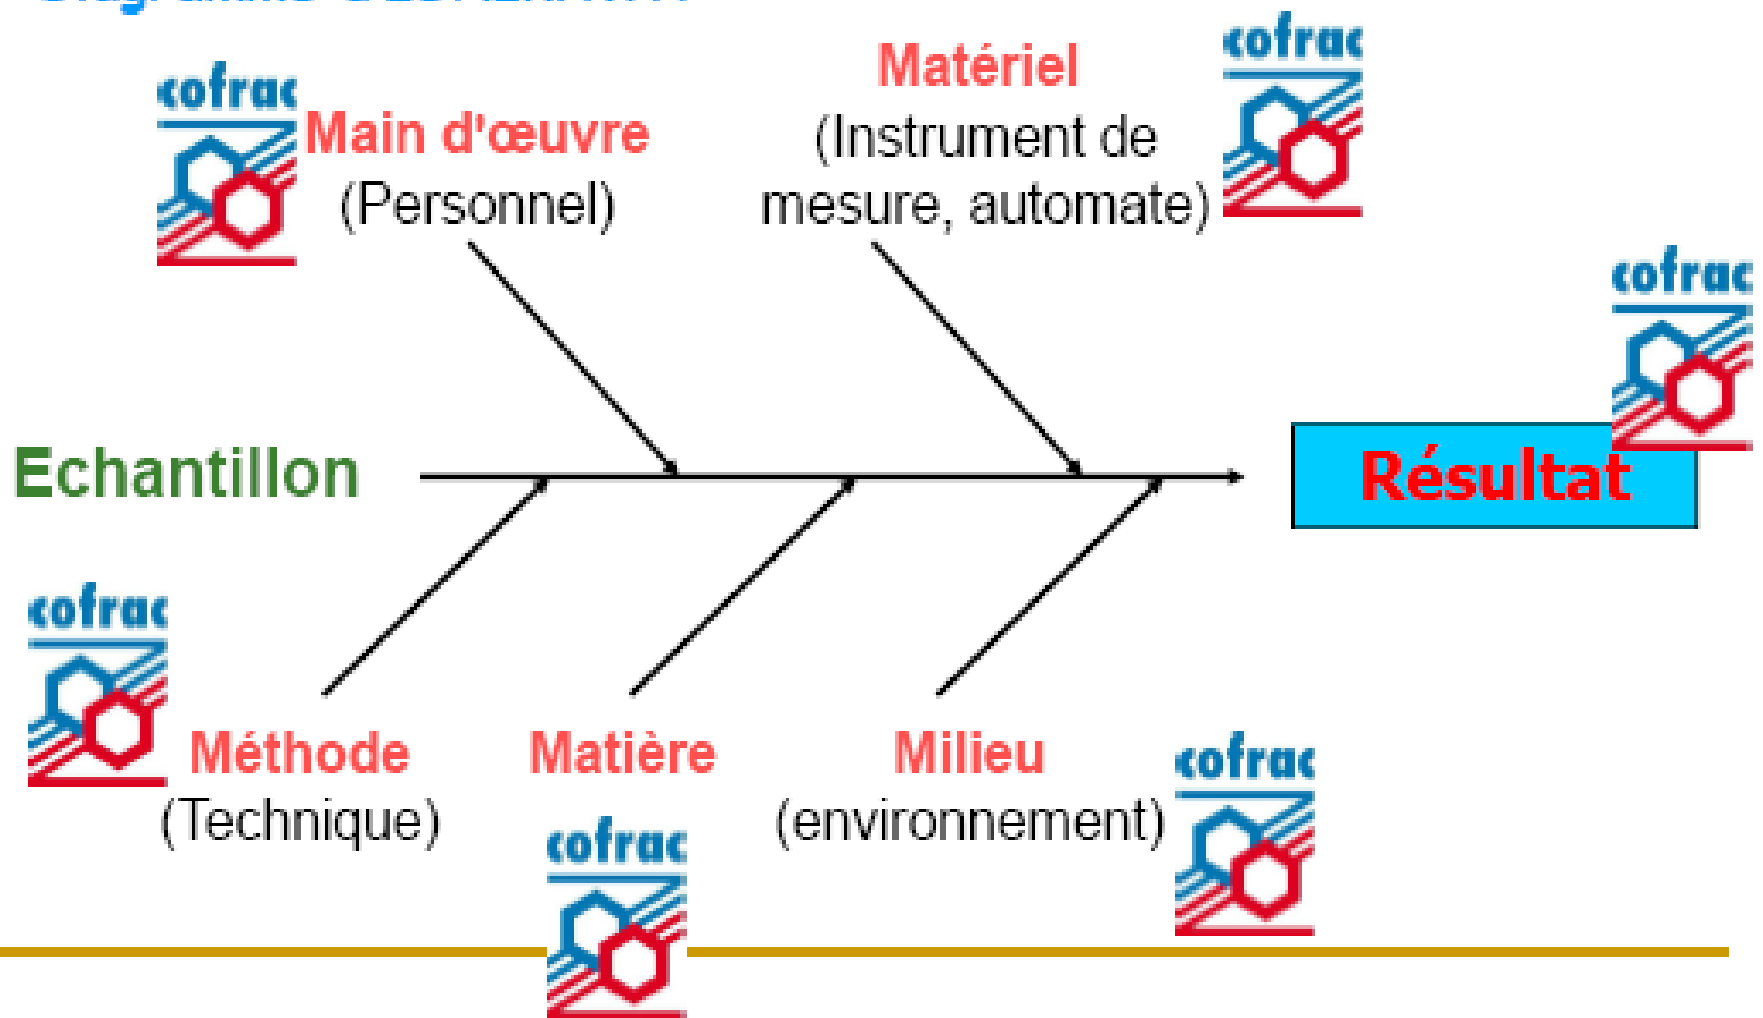 cofrac
Matériel
cofrac
Main d'œuvre
(Instrument de
(Personnel)
mesure, automate)
cofrac
Echantillon
Résultat
cofrac
Méthode
Matière
Milieu
cofrac
(Technique)
(environnement)
cofrac